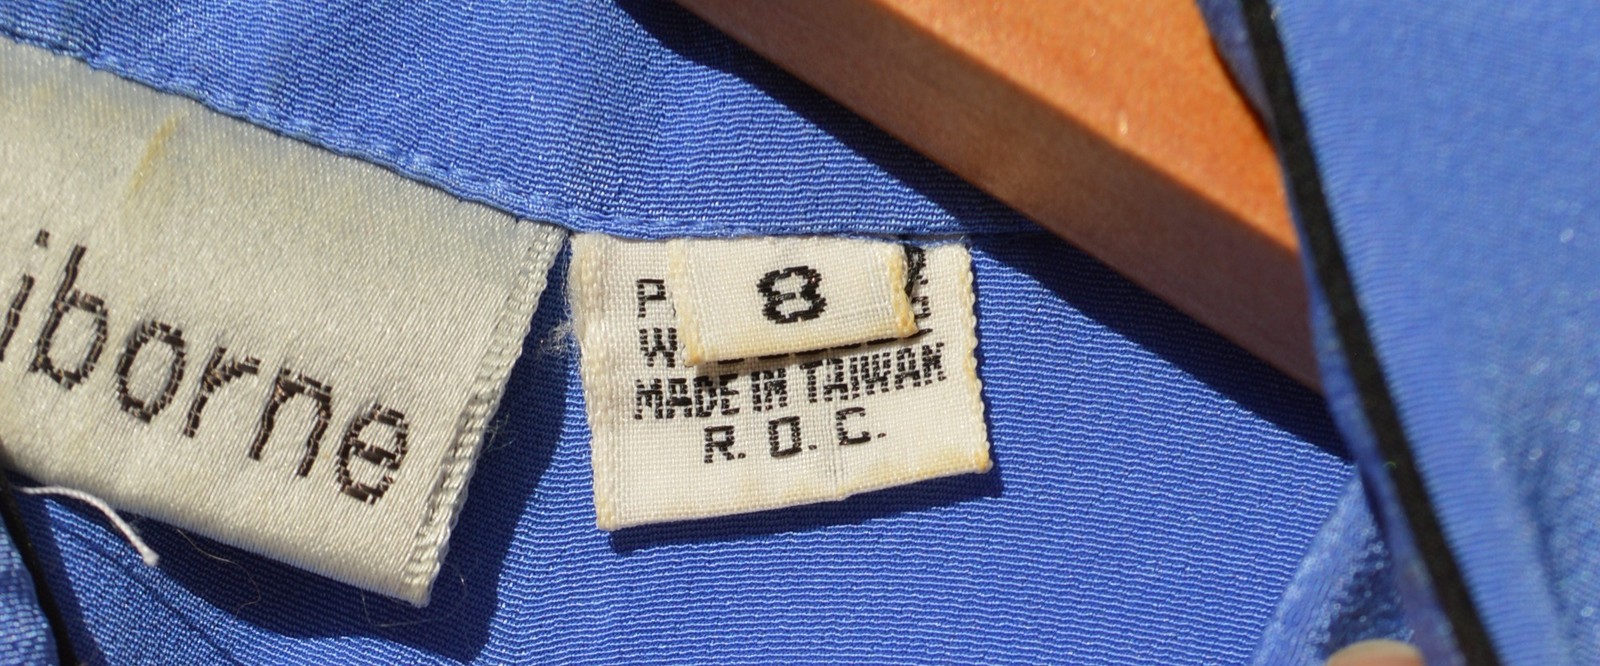 iborne
8
MADE IN TAIWAN
R. O. C.